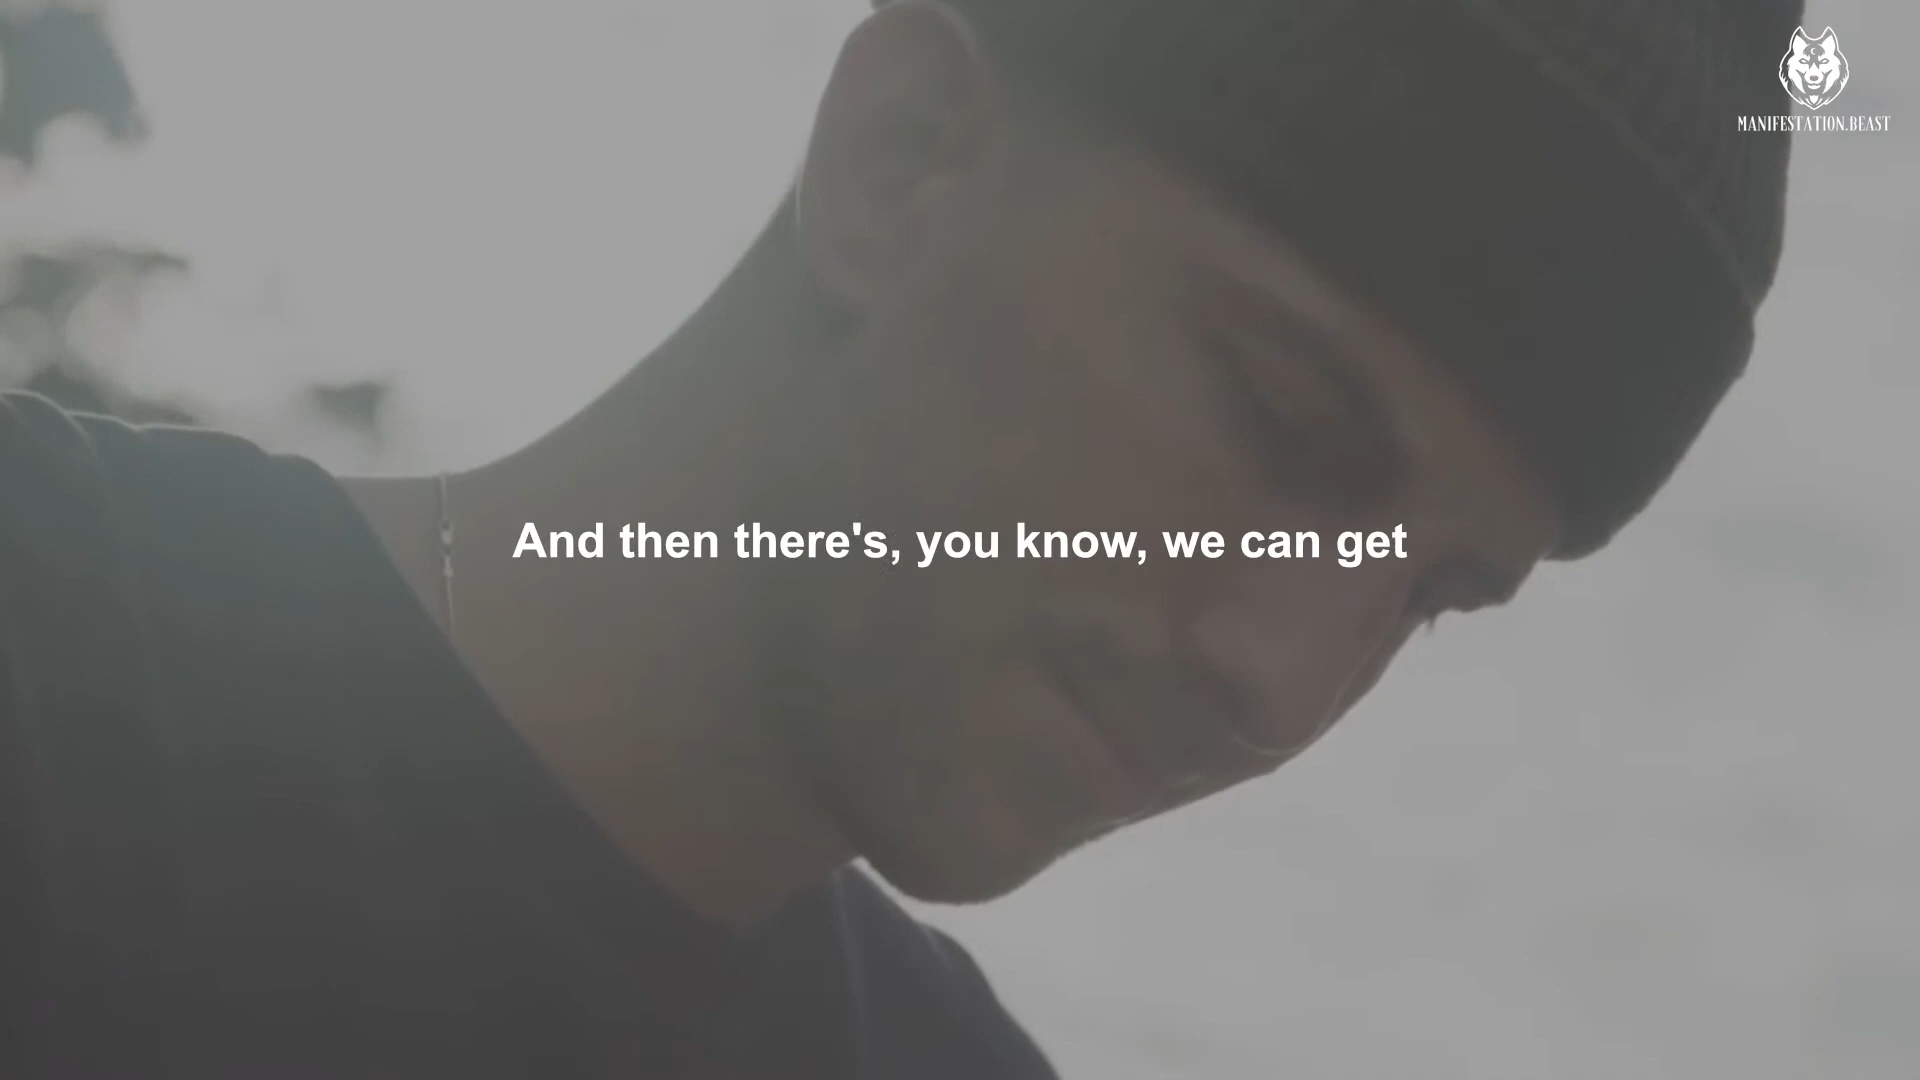 MANIFESTATION.BEAST
And then there's, you know, we can get